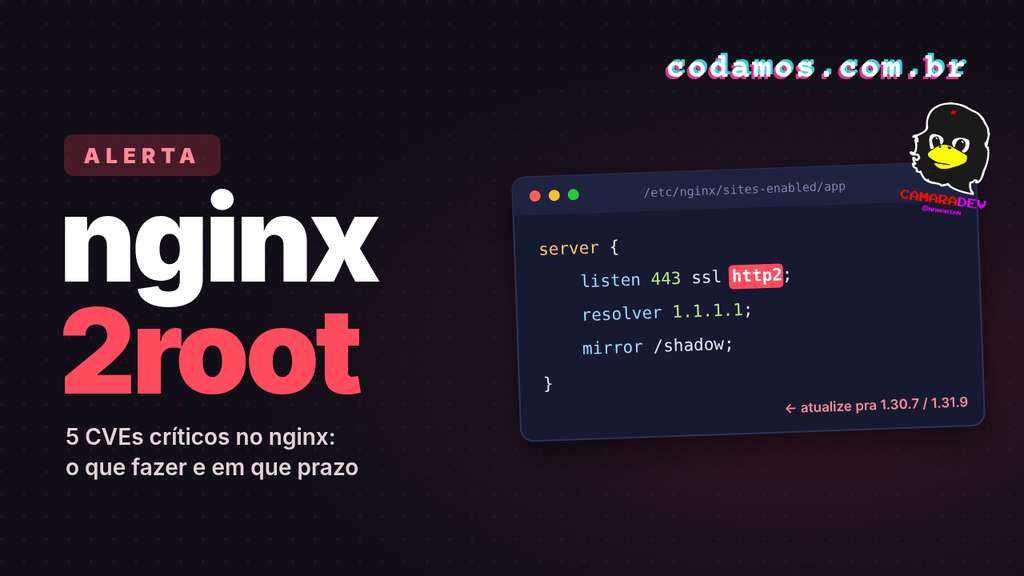 codamos.com.br
ALERTA
nginx
2root
5 CVEs críticos no nginx:
o que fazer e em que prazo
/etc/nginx/sites-enabled/app
server {
listen 443 ssl http2;
resolver 1.1.1.1;
mirror /shadow;
}
← atualize pra 1.30.7 / 1.31.9
CAMARADEV